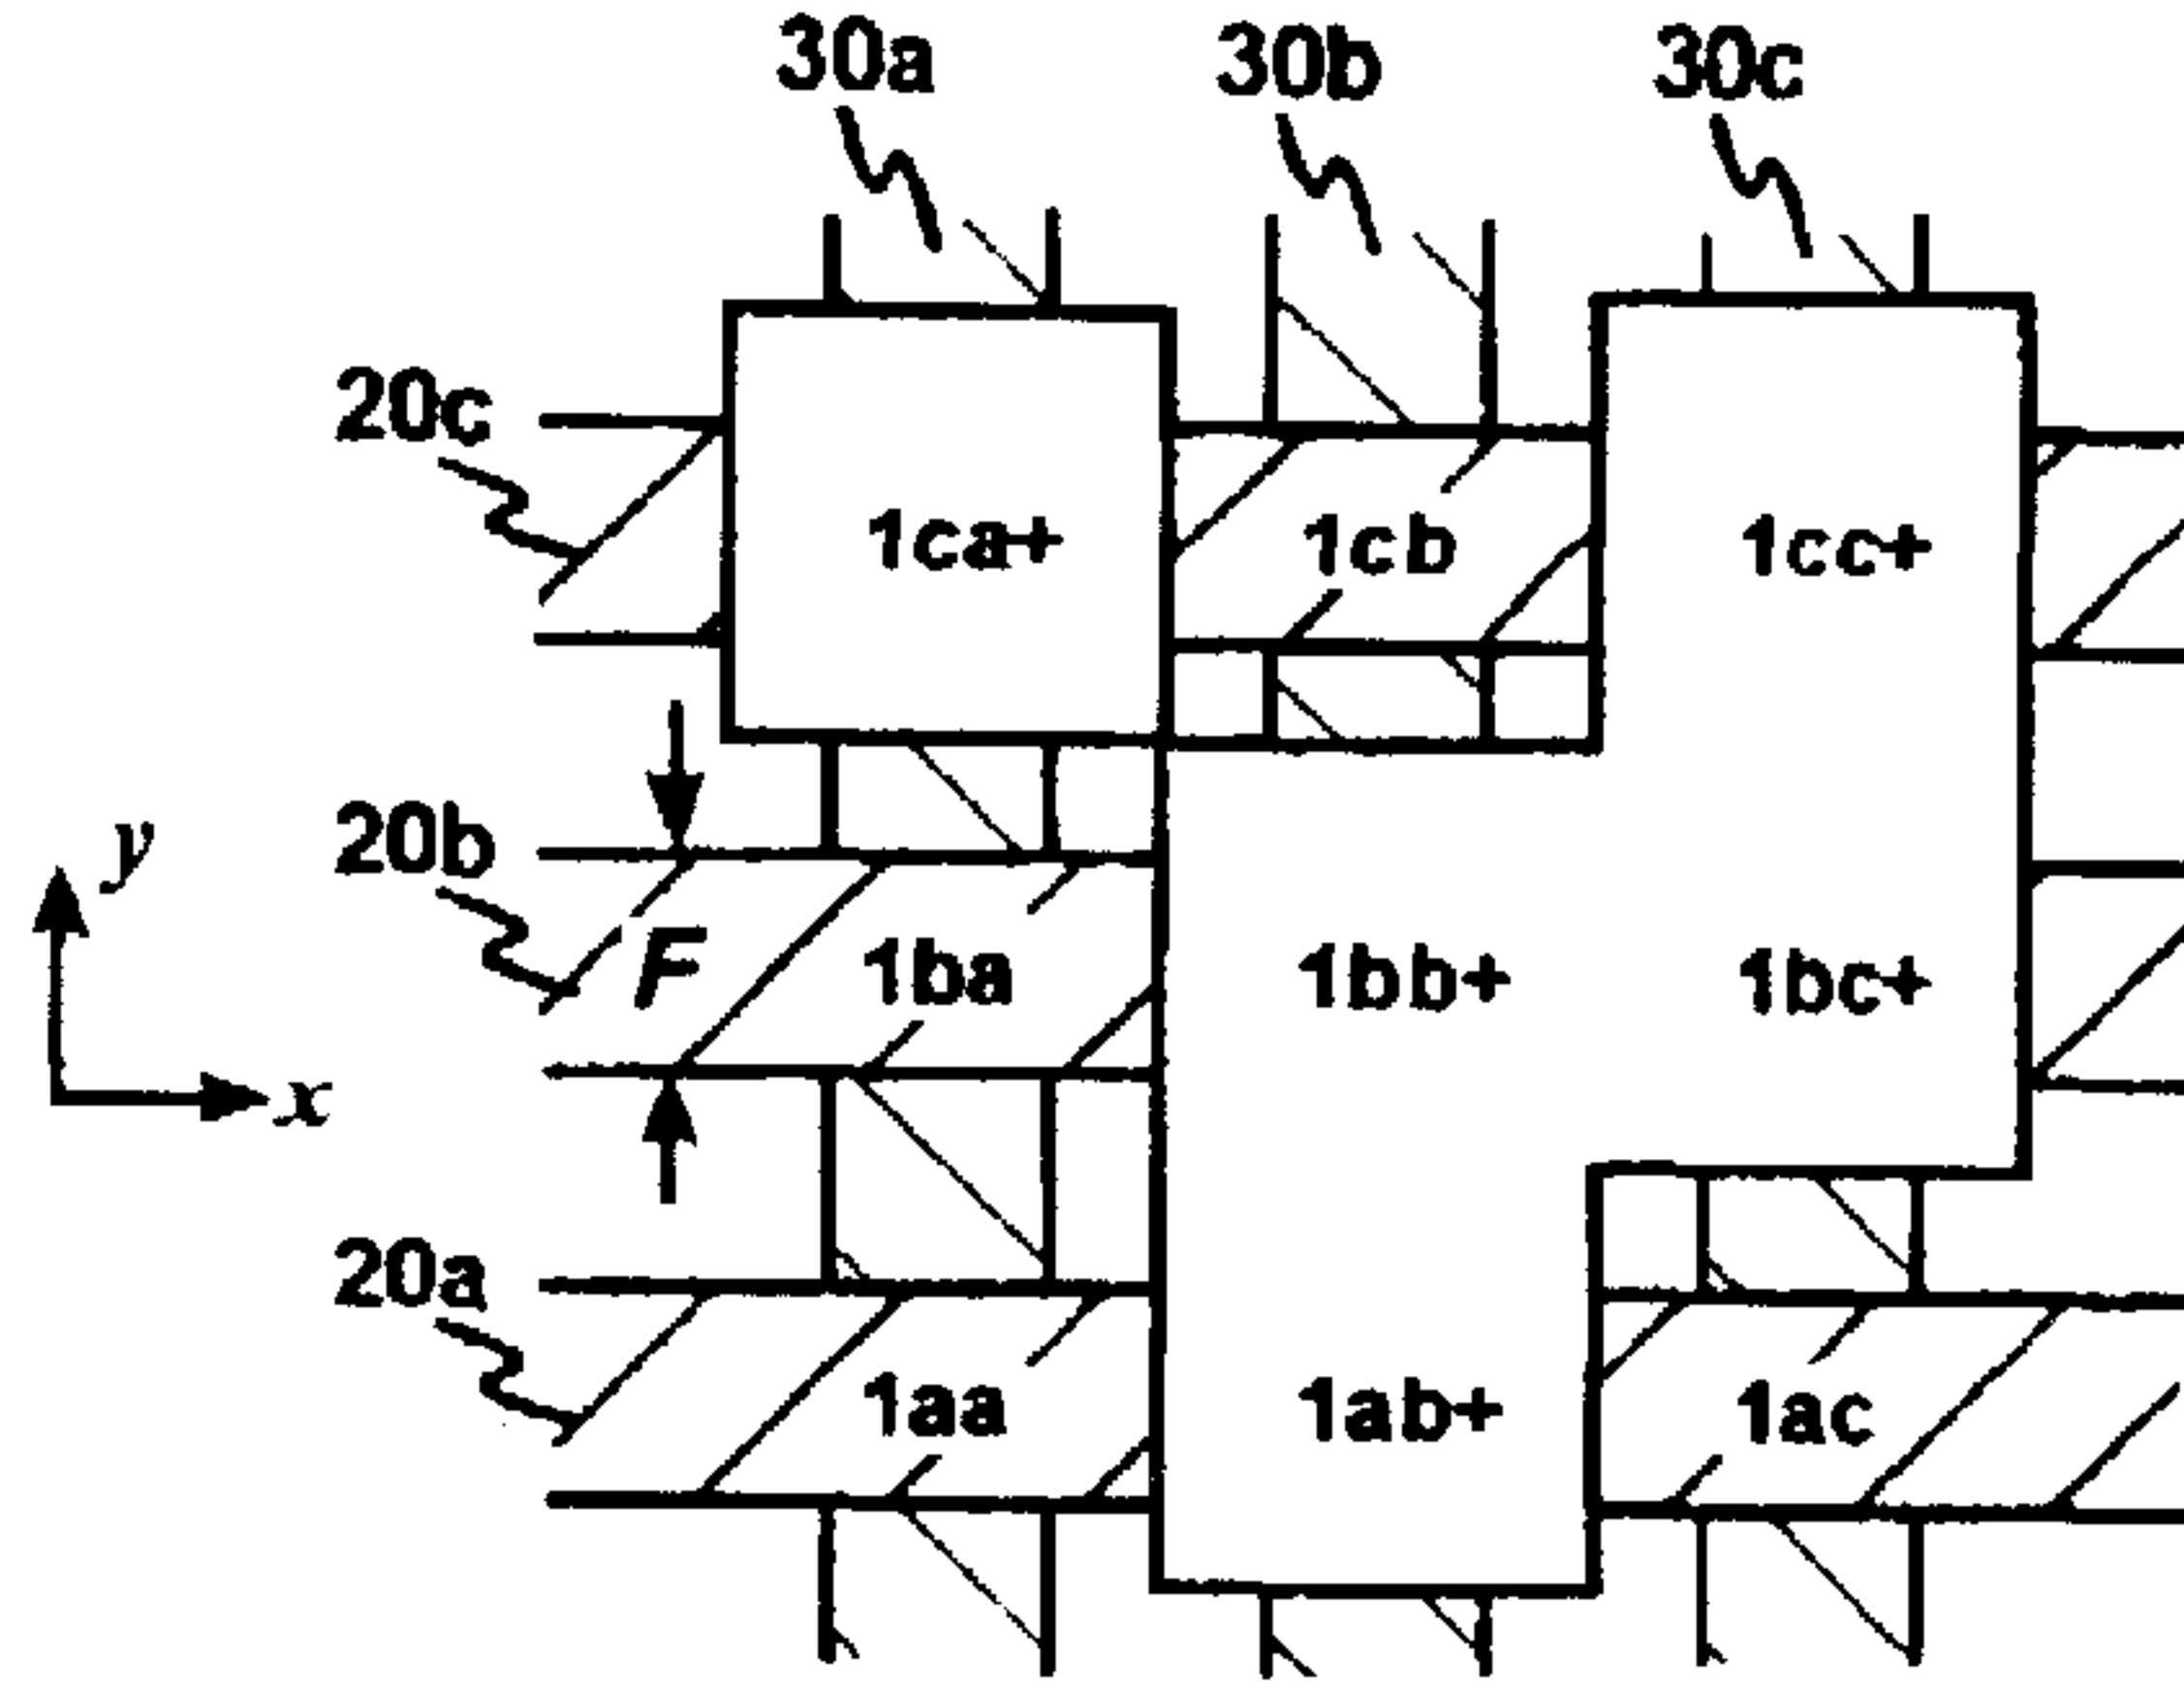 30a 30b 30c
20c
1ca+ 1cb 1cc+
20b
y
F
1ba 1bb+ 1bc+
x
20a
1aa 1ab+ 1ac